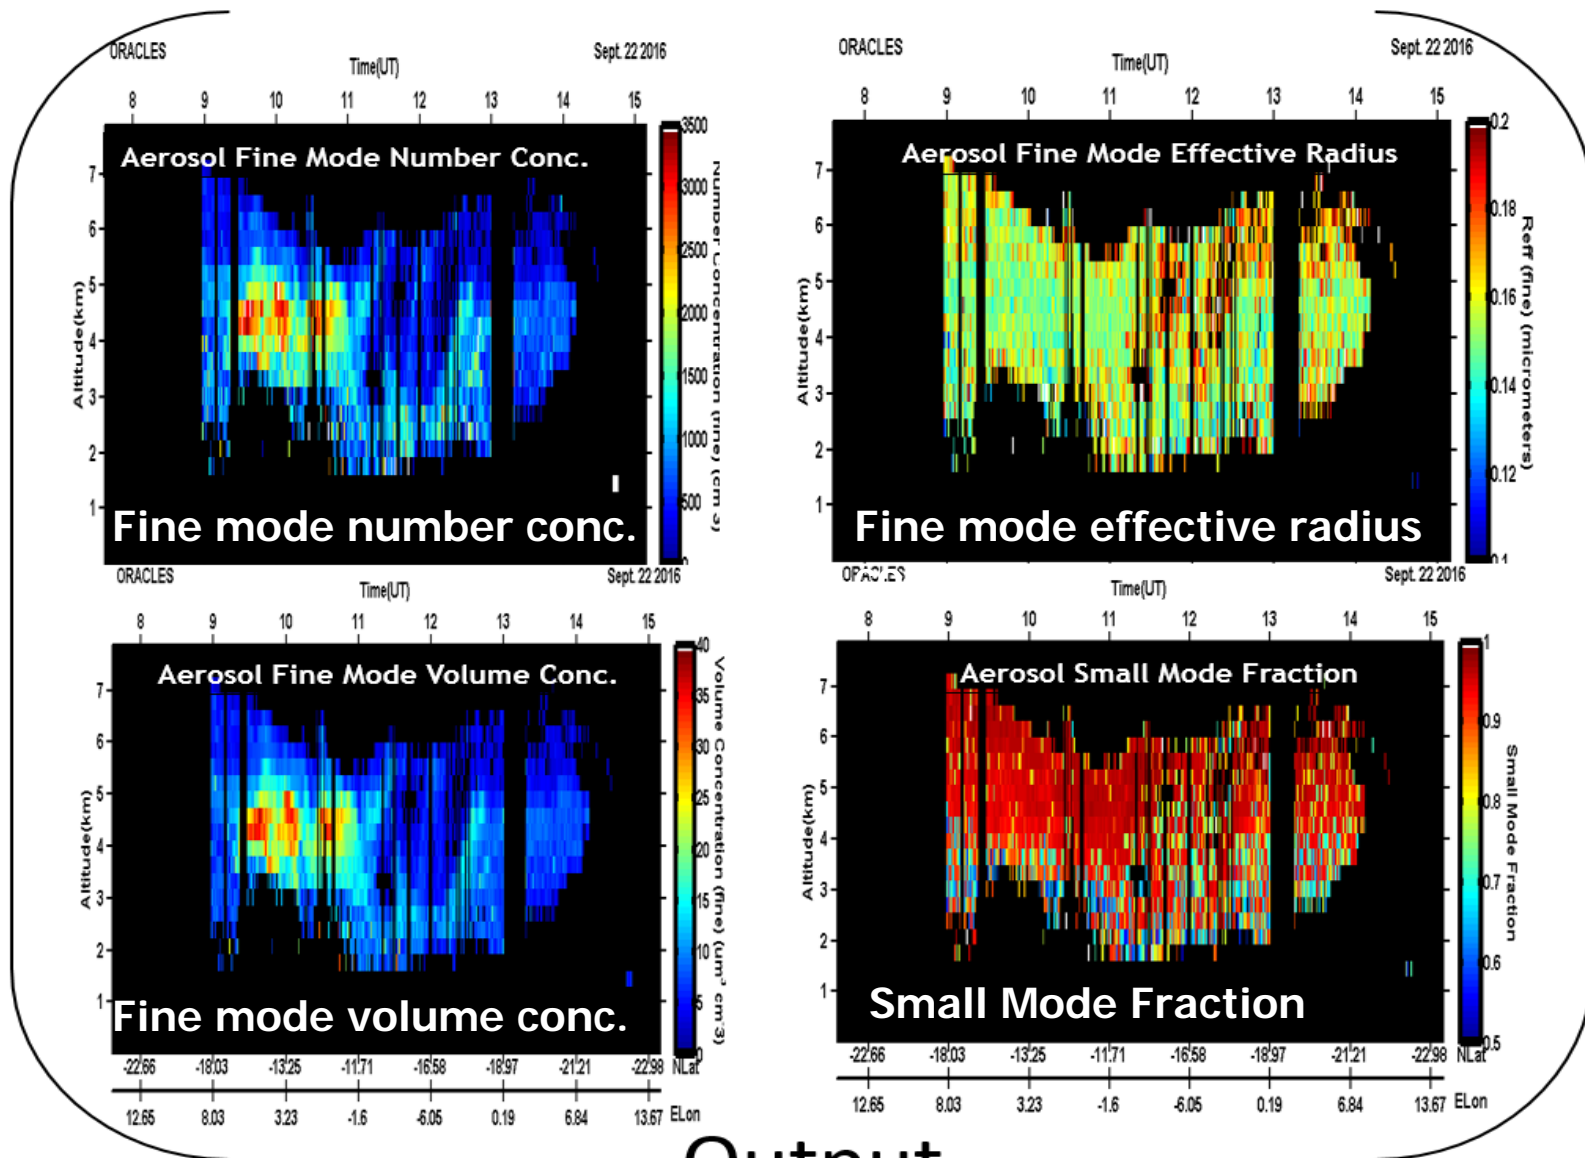 ORACLES Sept. 22 2016
Time(UT)
8 9 10 11 12 13 14 15
Aerosol Fine Mode Number Conc.
7
6
5
4
3
2
1
Altitude(km)
Fine mode number conc.
3500
3000
2500
2000
1500
1000
500
0
Number Concentration (fine) (cm-3)
ORACLES Sept. 22 2016
Time(UT)
8 9 10 11 12 13 14 15
Aerosol Fine Mode Effective Radius
7
6
5
4
3
2
1
Altitude(km)
Fine mode effective radius
0.2
0.18
0.16
0.14
0.12
0.1
Reff (fine) (micrometers)
ORACLES Sept. 22 2016
Time(UT)
8 9 10 11 12 13 14 15
Aerosol Fine Mode Volume Conc.
7
6
5
4
3
2
1
Altitude(km)
Fine mode volume conc.
40
35
30
25
20
15
10
5
0
Volume Concentration (fine) (um³ cm-3)
-22.66 -18.03 -13.25 -11.71 -16.58 -18.97 -21.21 -22.98 NLat
12.65 8.03 3.23 -1.6 -6.05 0.19 6.84 13.67 ELon
ORACLES Sept. 22 2016
Time(UT)
8 9 10 11 12 13 14 15
Aerosol Small Mode Fraction
7
6
5
4
3
2
1
Altitude(km)
Small Mode Fraction
1
0.9
0.8
0.7
0.6
0.5
Small Mode Fraction
-22.66 -18.03 -13.25 -11.71 -16.58 -18.97 -21.21 -22.98 NLat
12.65 8.03 3.23 -1.6 -6.05 0.19 6.84 13.67 ELon
Output